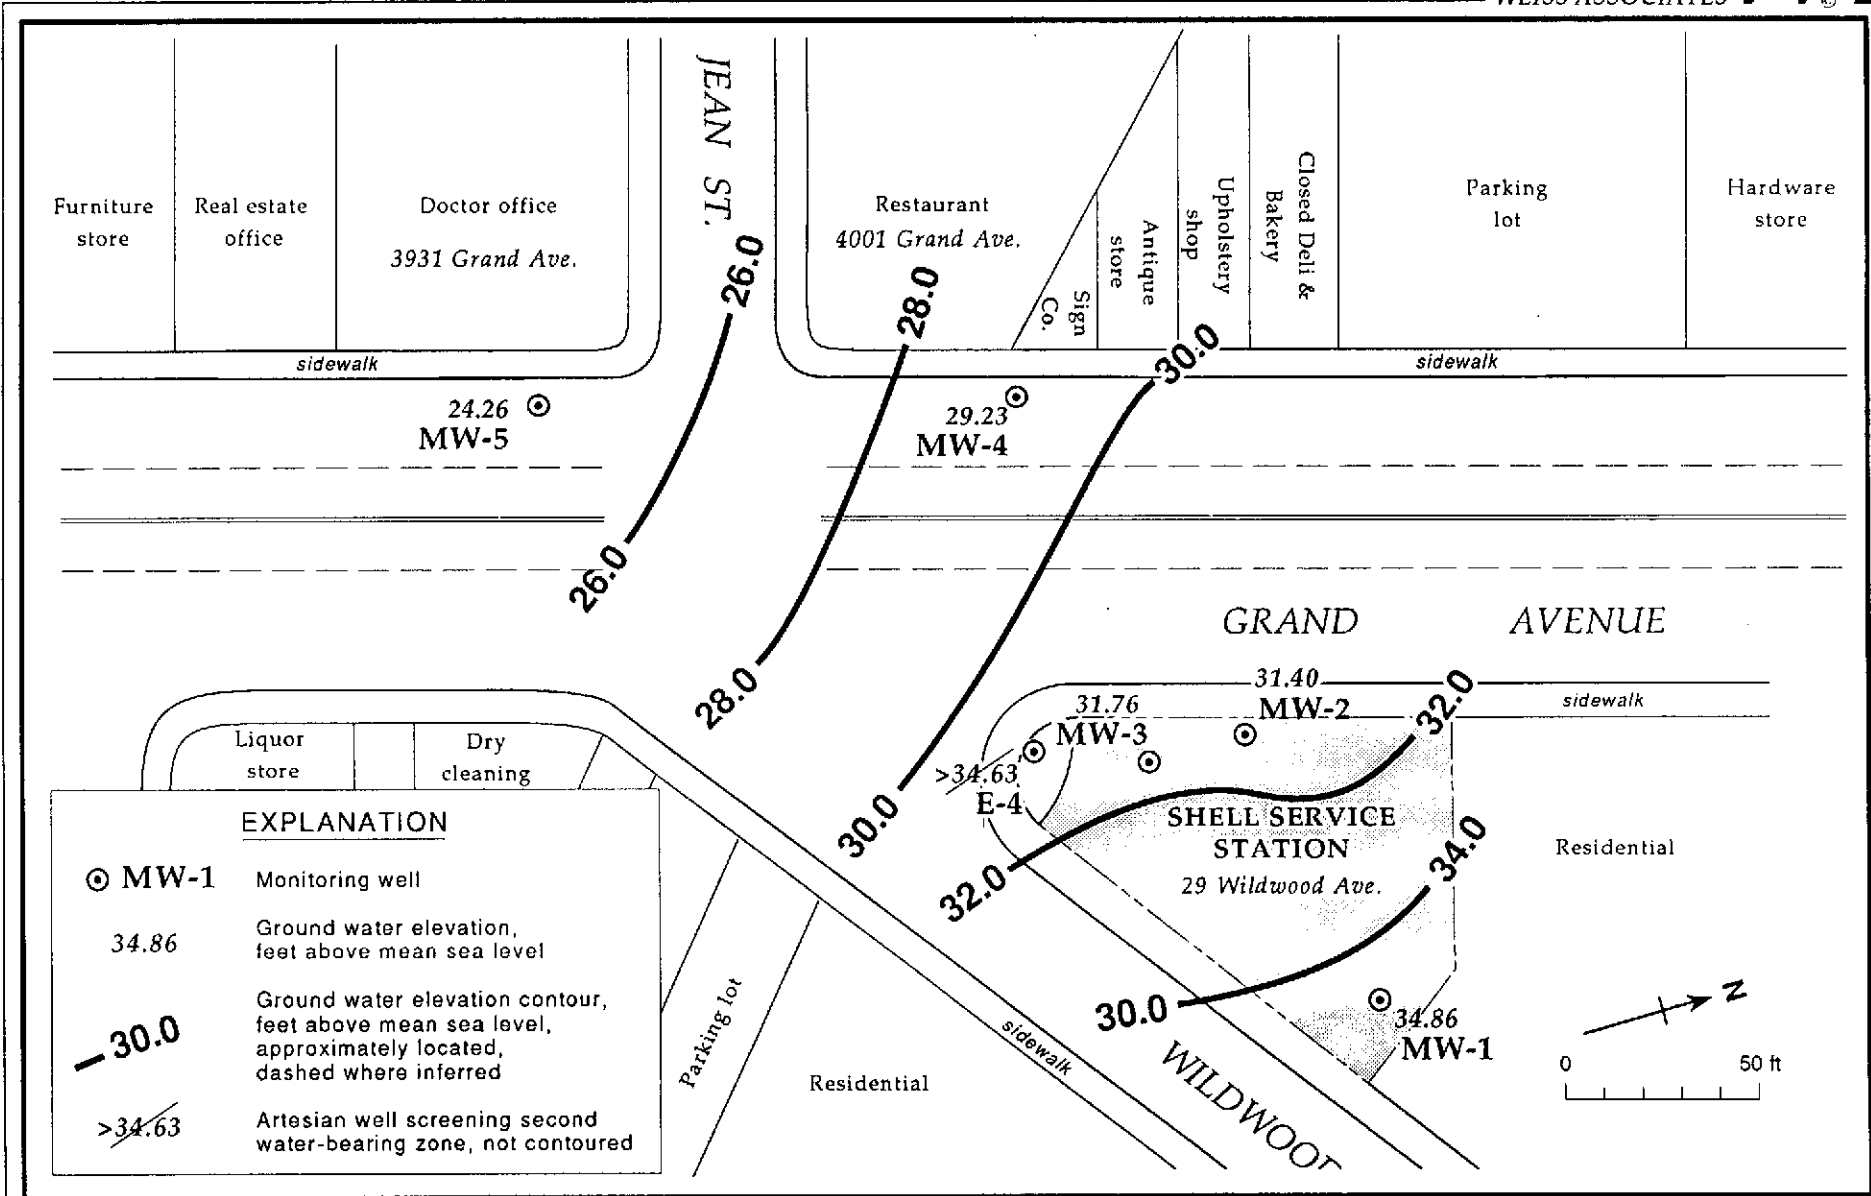 WEISS ASSOCIATES
JEAN ST.
Furniture
store
Real estate
office
Doctor office
3931 Grand Ave.
Restaurant
4001 Grand Ave.
Sign
Co.
Antique
store
Upholstery
shop
Closed Deli &
Bakery
Parking
lot
Hardware
store
26.0
28.0
30.0
sidewalk
sidewalk
24.26
MW-5
29.23
MW-4
26.0
GRAND AVENUE
28.0
31.40
MW-2
32.0
sidewalk
31.76
MW-3
>34.63
E-4
30.0
32.0
SHELL SERVICE
STATION
29 Wildwood Ave.
34.0
Residential
30.0
34.86
MW-1
Liquor
store
Dry
cleaning
Parking lot
Residential
sidewalk
WILDWOO
N
0 50 ft
EXPLANATION
MW-1 Monitoring well
34.86 Ground water elevation,
feet above mean sea level
30.0 Ground water elevation contour,
feet above mean sea level,
approximately located,
dashed where inferred
>34.63 Artesian well screening second
water-bearing zone, not contoured